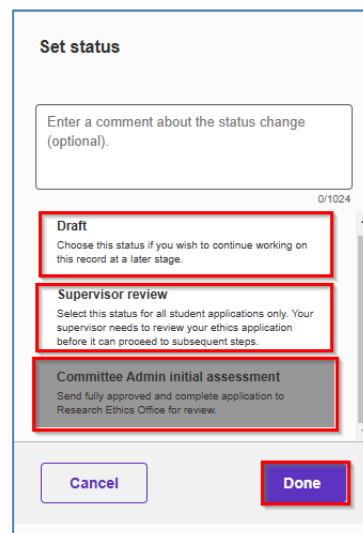 Set status
Enter a comment about the status change
(optional).
0/1024
Draft
Choose this status if you wish to continue working on
this record at a later stage.
Supervisor review
Select this status for all student applications only. Your
supervisor needs to review your ethics application
before it can proceed to subsequent steps.
Committee Admin initial assessment
Send fully approved and complete application to
Research Ethics Office for review.
Cancel
Done